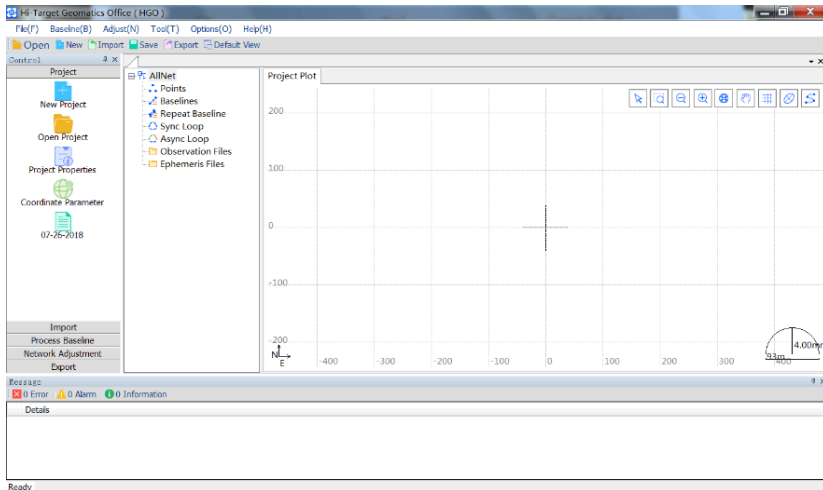 Hi-Target Geomatics Office ( HGO )
File(F) Baseline(B) Adjust(N) Tool(T) Options(O) Help(H)
Open New Import Save Export Default View
Control
Project
New Project
Open Project
Project Properties
Coordinate Parameter
07-26-2018
Import
Process Baseline
Network Adjustment
Export
AllNet
Points
Baselines
Repeat Baseline
Sync Loop
Async Loop
Observation Files
Ephemeris Files
Project Plot
200
100
0
-100
-200
N
E
-400 -300 -200 -100 0 100 200 300 400
4.00m
93m
Message
0 Error 0 Alarm 0 Information
Details
Ready